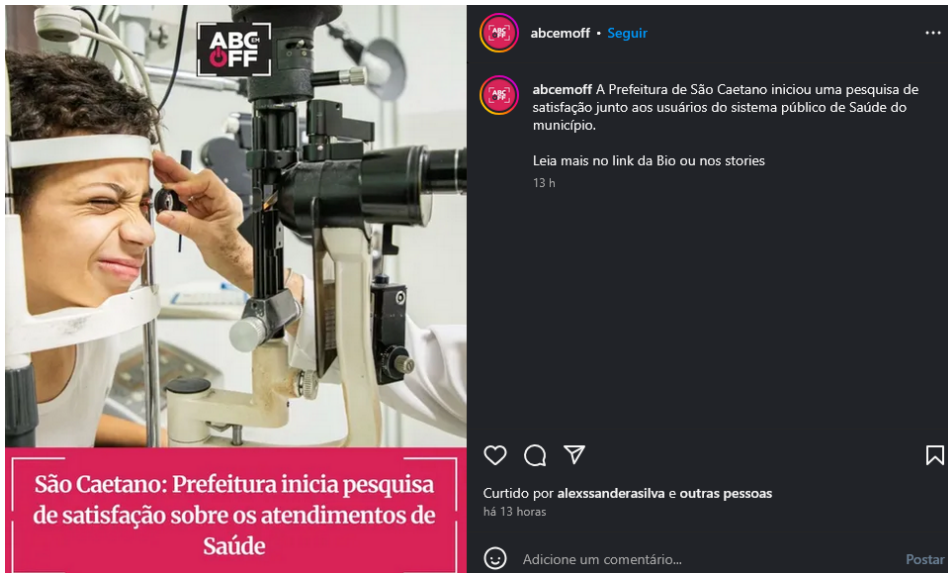 ABC EM
OFF
São Caetano: Prefeitura inicia pesquisa
de satisfação sobre os atendimentos de
Saúde
abcemoff • Seguir
abcemoff A Prefeitura de São Caetano iniciou uma pesquisa de
satisfação junto aos usuários do sistema público de Saúde do
município.
Leia mais no link da Bio ou nos stories
13 h
Curtido por alexssanderasilva e outras pessoas
há 13 horas
Adicione um comentário... Postar